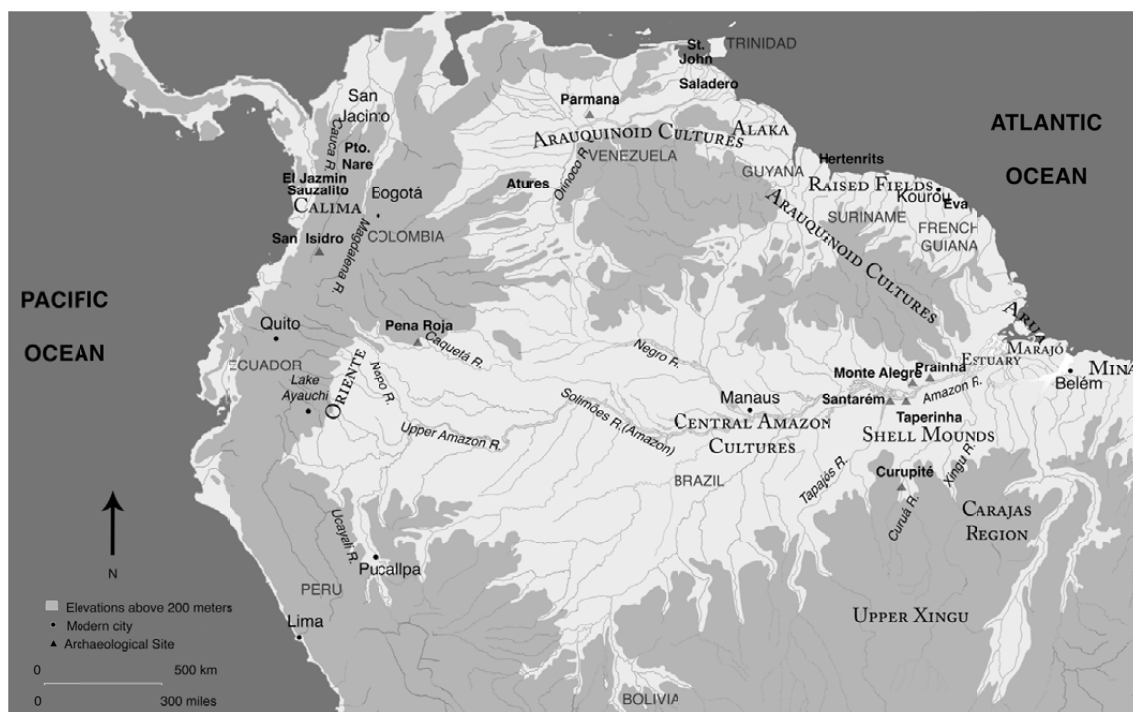 TRINIDAD
St.
John
Saladero
San
Jacinto
Cauca R.
Pto.
Nare
El Jazmin
Sauzalito
CALIMA
Bogotá
San Isidro
COLOMBIA
Magdalena R.
Parmana
ARAUQUINOID CULTURES
ALAKA
VENEZUELA
Orinoco R.
Atures
GUYANA
Hertenrits
RAISED FIELDS
Kourou
Eva
SURINAME
FRENCH
GUIANA
ARAUQUINOID CULTURES
ATLANTIC
OCEAN
PACIFIC
OCEAN
Quito
ECUADOR
Lake
Ayauchi
ORIENTE
Napo R.
Pena Roja
Caquetá R.
Negro R.
Upper Amazon R.
Solimões R.(Amazon)
Manaus
CENTRAL AMAZON
CULTURES
BRAZIL
Monte Alegre
Prainha
Santarém
Taperinha
Amazon R.
ESTUARY
MARAJÓ
ARUA
Belém
MINA
SHELL MOUNDS
Tapajós R.
Curupité
Xingu R.
Curuá R.
CARAJAS
REGION
UPPER XINGU
Ucayali R.
Pucallpa
PERU
Lima
BOLIVIA
N
Elevations above 200 meters
Modern city
Archaeological Site
0 500 km
0 300 miles